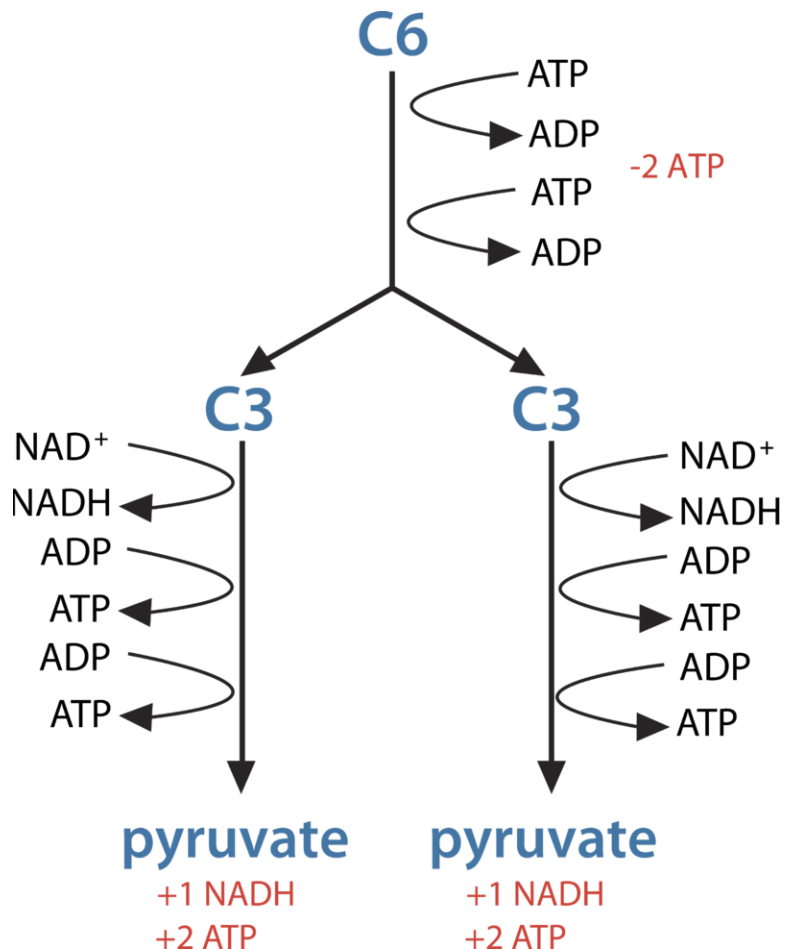 C6
ATP
ADP
-2 ATP
ATP
ADP
C3
C3
NAD⁺
NADH
ADP
ATP
ADP
ATP
NAD⁺
NADH
ADP
ATP
ADP
ATP
pyruvate
+1 NADH
+2 ATP
pyruvate
+1 NADH
+2 ATP